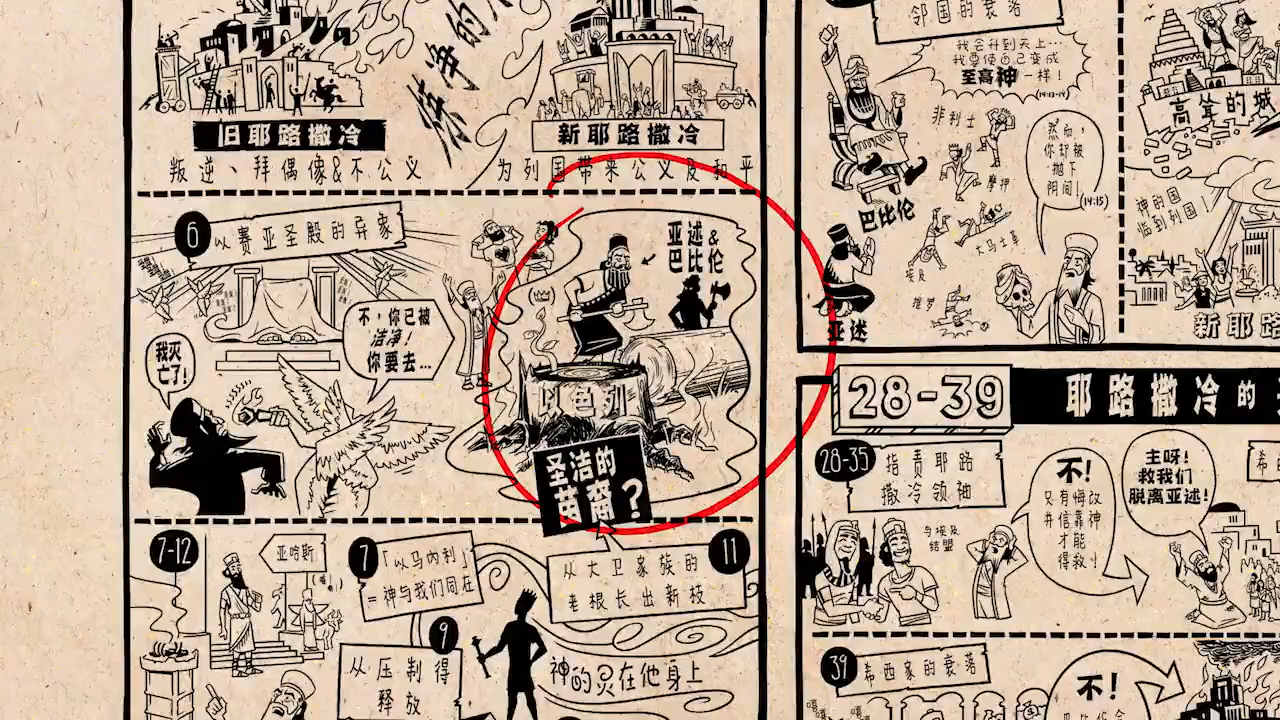 旧耶路撒冷
叛逆、拜偶像&不公义
新耶路撒冷
为列国带来公义及和平
6
以赛亚圣殿的异象
我灭
亡了!
不,你已被
洁净!
你要去...
亚述&
巴比伦
以色列
圣洁的
苗裔?
7-12
亚哈斯
7
「以马内利」
=神与我们同在
9
从压制得
释放
11
从大卫家族的
老根长出新枝
神的灵在他身上
邻国的衰落
我会升到天上...
我要使自己变成
至高神一样!
(14:13-14)
非利士
摩押
大马士革
埃及
推罗
巴比伦
亚述
然而,
你却被
抛下
阴间!
(14:15)
高耸的城
神的国
临到列国!
新耶路
28-39
耶路撒冷的
28-35
指责耶路
撒冷领袖
与埃及
结盟
不!
只有悔改
并信靠神
才能
得救!
主呀!
救我们
脱离亚述!
希
39
希西家的衰落
不!